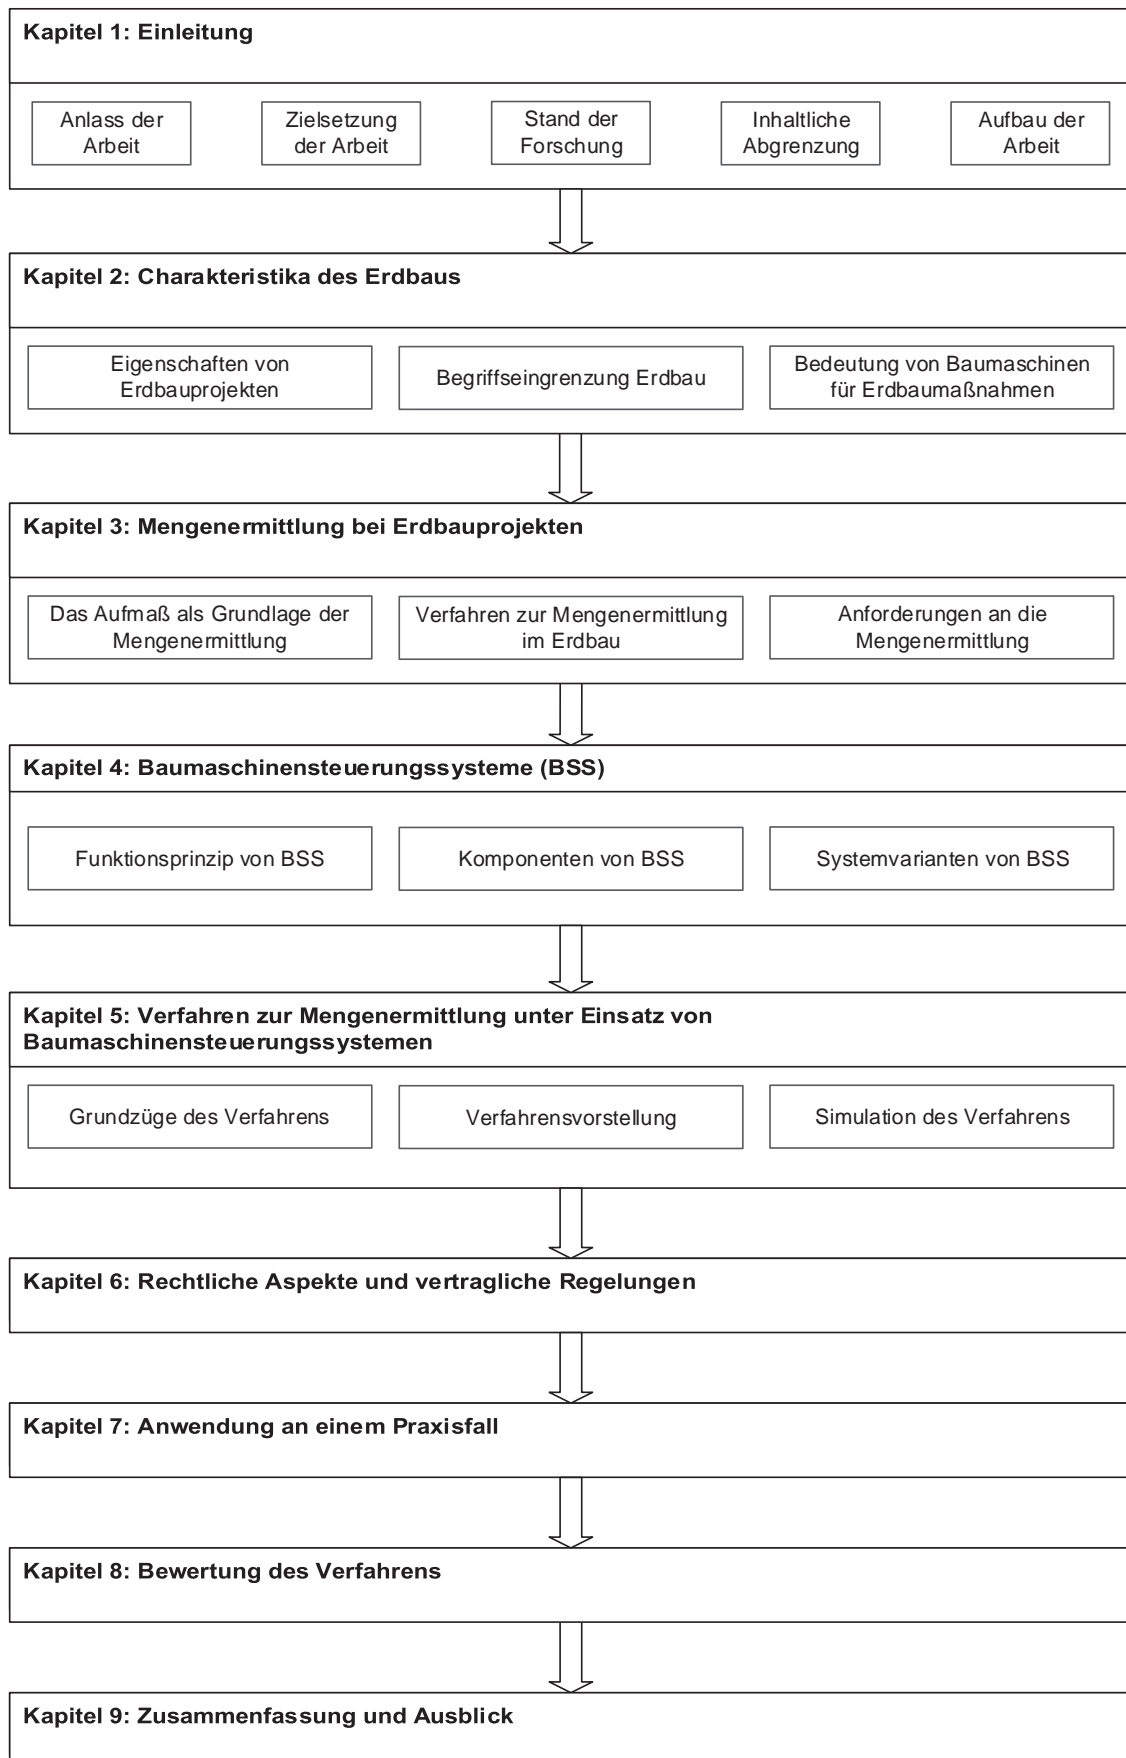 Kapitel 1: Einleitung
Anlass der
Arbeit
Zielsetzung
der Arbeit
Stand der
Forschung
Inhaltliche
Abgrenzung
Aufbau der
Arbeit
Kapitel 2: Charakteristika des Erdbaus
Eigenschaften von
Erdbauprojekten
Begriffseingrenzung Erdbau
Bedeutung von Baumaschinen
für Erdbaumaßnahmen
Kapitel 3: Mengenermittlung bei Erdbauprojekten
Das Aufmaß als Grundlage der
Mengenermittlung
Verfahren zur Mengenermittlung
im Erdbau
Anforderungen an die
Mengenermittlung
Kapitel 4: Baumaschinensteuerungssysteme (BSS)
Funktionsprinzip von BSS
Komponenten von BSS
Systemvarianten von BSS
Kapitel 5: Verfahren zur Mengenermittlung unter Einsatz von
Baumaschinensteuerungssystemen
Grundzüge des Verfahrens
Verfahrensvorstellung
Simulation des Verfahrens
Kapitel 6: Rechtliche Aspekte und vertragliche Regelungen
Kapitel 7: Anwendung an einem Praxisfall
Kapitel 8: Bewertung des Verfahrens
Kapitel 9: Zusammenfassung und Ausblick